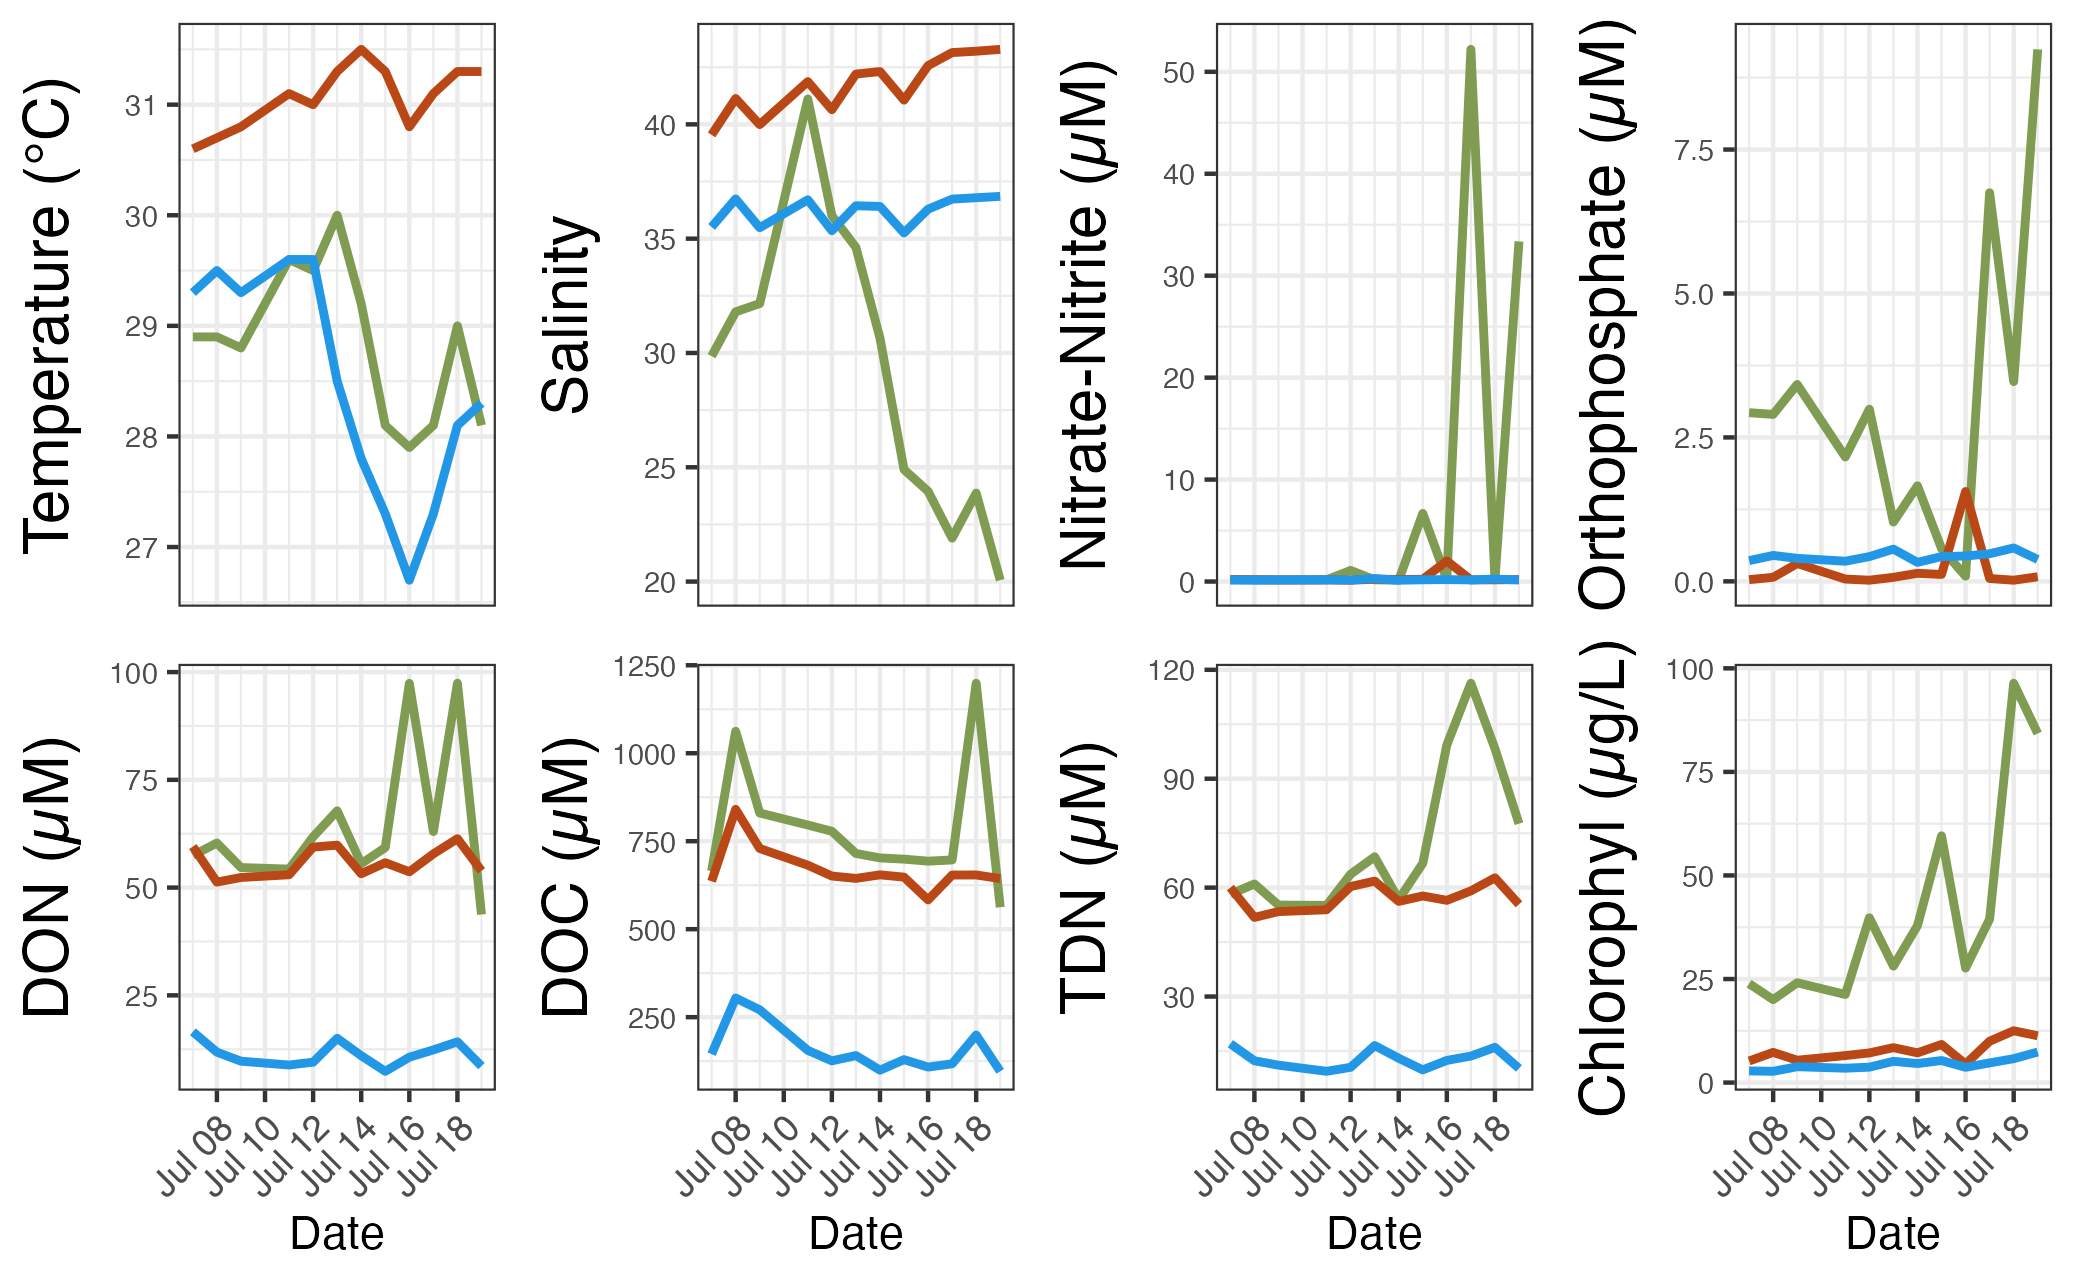 Temperature (°C)
31
30
29
28
27
Salinity
40
35
30
25
20
Nitrate-Nitrite (μM)
50
40
30
20
10
0
Orthophosphate (μM)
7.5
5.0
2.5
0.0
DON (μM)
100
75
50
25
Jul 08
Jul 10
Jul 12
Jul 14
Jul 16
Jul 18
Date
DOC (μM)
1250
1000
750
500
250
Jul 08
Jul 10
Jul 12
Jul 14
Jul 16
Jul 18
Date
TDN (μM)
120
90
60
30
Jul 08
Jul 10
Jul 12
Jul 14
Jul 16
Jul 18
Date
Chlorophyl (μg/L)
100
75
50
25
0
Jul 08
Jul 10
Jul 12
Jul 14
Jul 16
Jul 18
Date